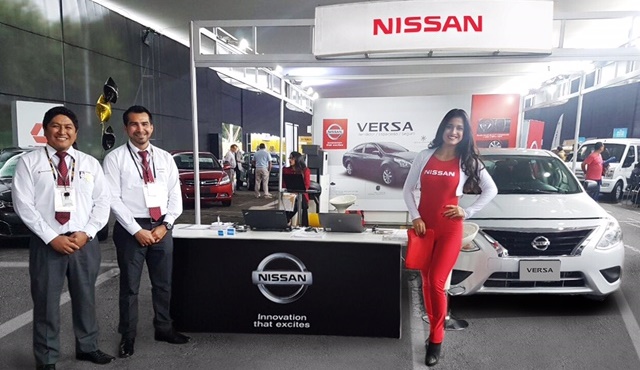 NISSAN
VERSA
NISSAN
NISSAN
Innovation
that excites
VERSA